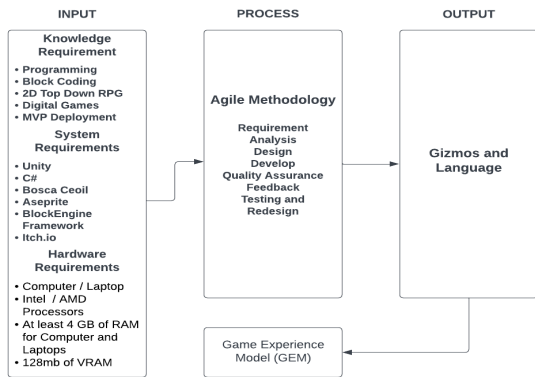 INPUT
Knowledge
Requirement
• Programming
• Block Coding
• 2D Top Down RPG
• Digital Games
• MVP Deployment
System
Requirements
• Unity
• C#
• Bosca Ceoil
• Aseprite
• BlockEngine
Framework
• Itch.io
Hardware
Requirements
• Computer / Laptop
• Intel / AMD
Processors
• At least 4 GB of RAM
for Computer and
Laptops
• 128mb of VRAM
PROCESS
Agile Methodology
Requirement
Analysis
Design
Develop
Quality Assurance
Feedback
Testing and
Redesign
OUTPUT
Gizmos and
Language
Game Experience
Model (GEM)